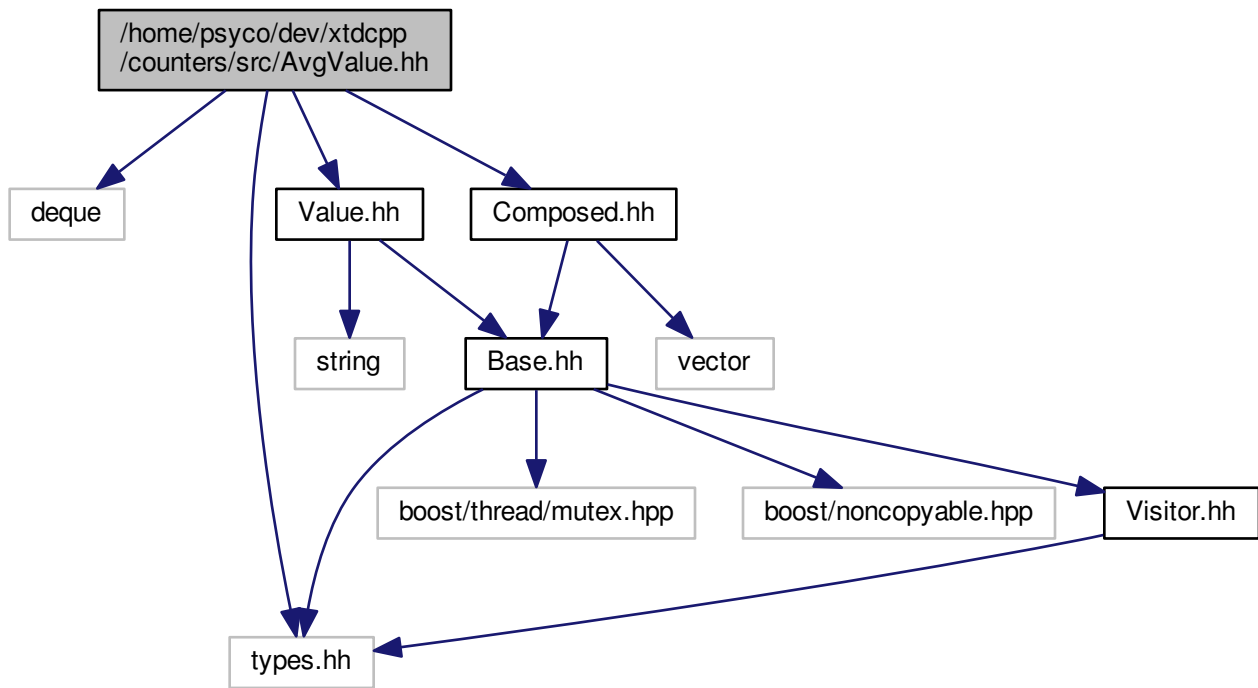 /home/psyco/dev/xtdcpp
/counters/src/AvgValue.hh
deque
Value.hh
Composed.hh
string
Base.hh
vector
boost/thread/mutex.hpp
boost/noncopyable.hpp
Visitor.hh
types.hh